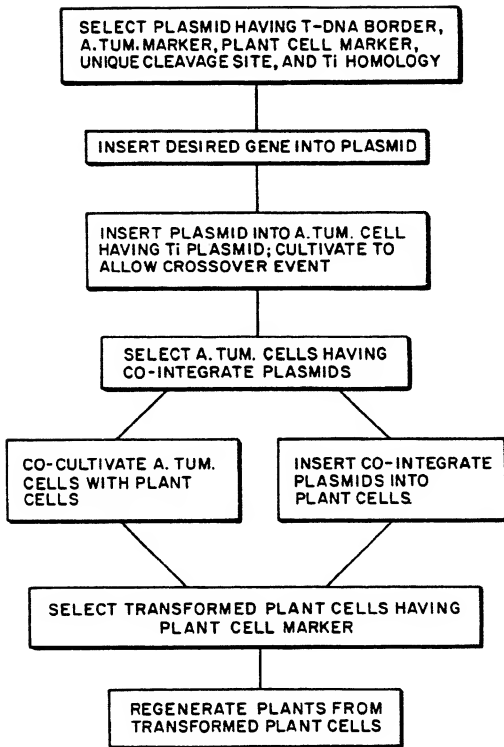 SELECT PLASMID HAVING T-DNA BORDER,
A.TUM. MARKER, PLANT CELL MARKER,
UNIQUE CLEAVAGE SITE, AND Ti HOMOLOGY
INSERT DESIRED GENE INTO PLASMID
INSERT PLASMID INTO A.TUM. CELL
HAVING Ti PLASMID; CULTIVATE TO
ALLOW CROSSOVER EVENT
SELECT A.TUM. CELLS HAVING
CO-INTEGRATE PLASMIDS
CO-CULTIVATE A. TUM.
CELLS WITH PLANT
CELLS
INSERT CO-INTEGRATE
PLASMIDS INTO
PLANT CELLS
SELECT TRANSFORMED PLANT CELLS HAVING
PLANT CELL MARKER
REGENERATE PLANTS FROM
TRANSFORMED PLANT CELLS